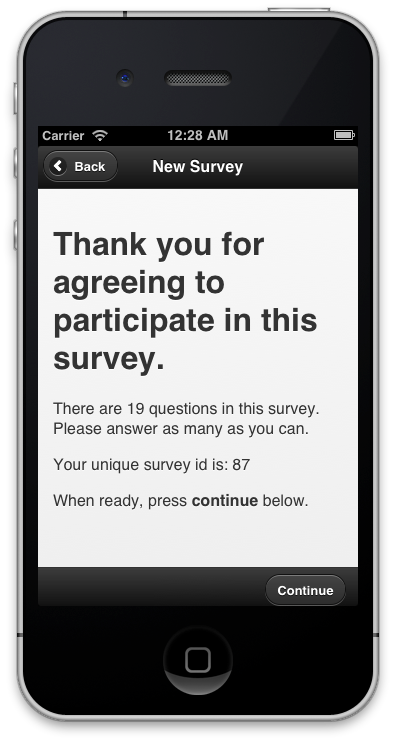 Carrier 12:28 AM
Back New Survey
Thank you for
agreeing to
participate in this
survey.
There are 19 questions in this survey.
Please answer as many as you can.
Your unique survey id is: 87
When ready, press continue below.
Continue